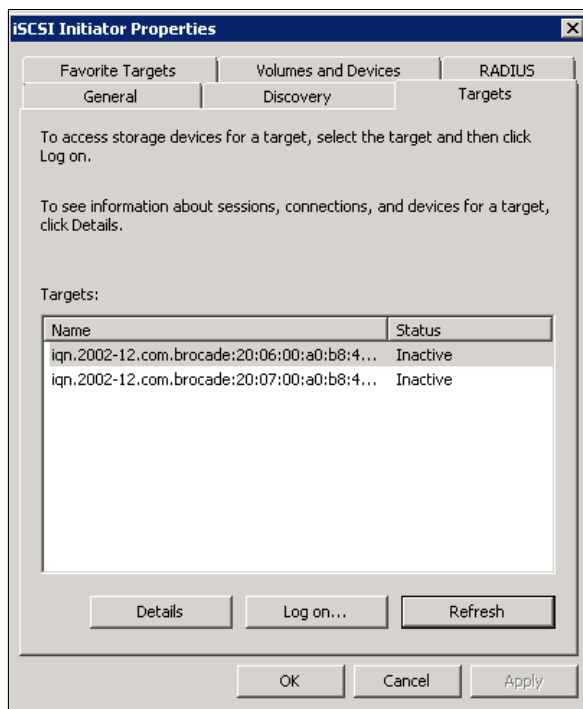 iSCSI Initiator Properties
Favorite Targets Volumes and Devices RADIUS
General Discovery Targets
To access storage devices for a target, select the target and then click
Log on.
To see information about sessions, connections, and devices for a target,
click Details.
Targets:
Name Status
iqn.2002-12.com.brocade:20:06:00:a0:b8:4... Inactive
iqn.2002-12.com.brocade:20:07:00:a0:b8:4... Inactive
Details Log on... Refresh
OK Cancel Apply